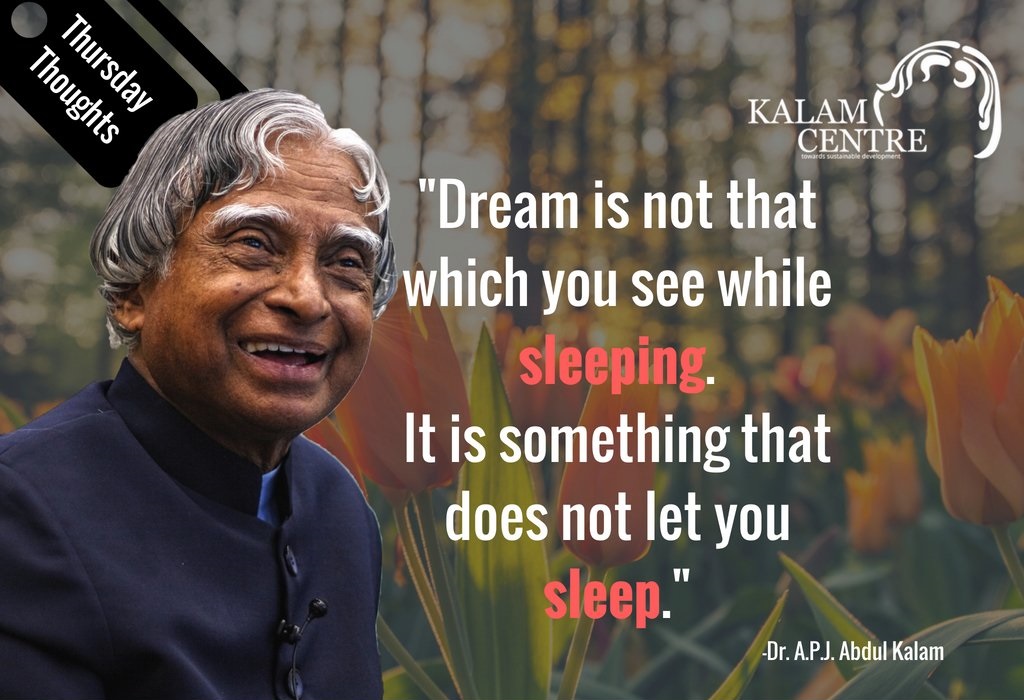 Thursday
Thoughts
KALAM
CENTRE
towards sustainable development
"Dream is not that
which you see while
sleeping.
It is something that
does not let you
sleep."
-Dr. A.P.J. Abdul Kalam